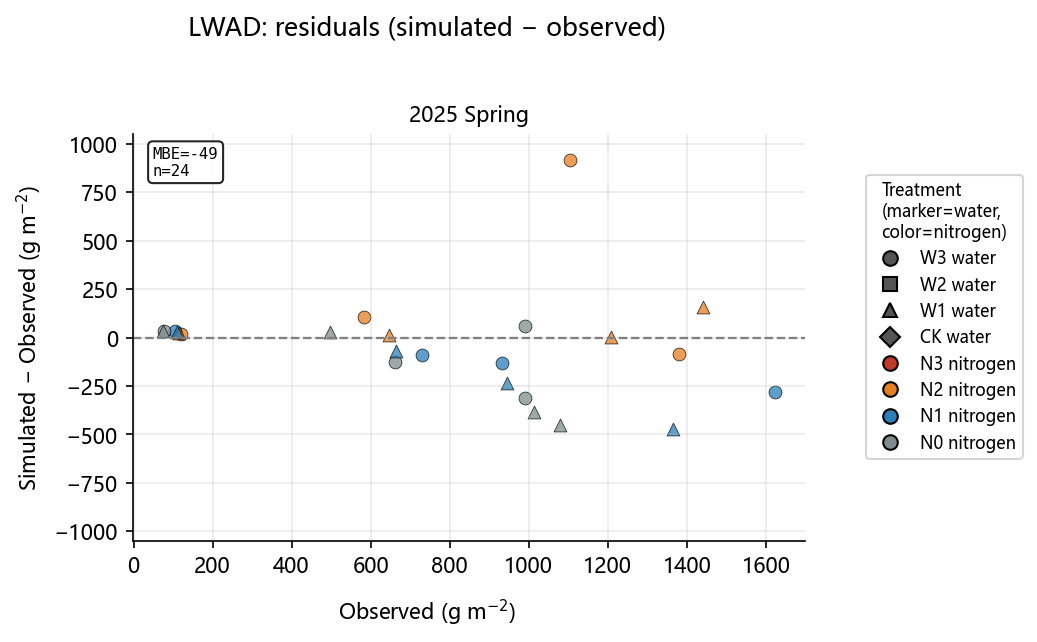 LWAD: residuals (simulated − observed)
2025 Spring
MBE=-49
n=24
1000
750
500
250
0
−250
−500
−750
−1000
Simulated − Observed (g m⁻²)
0 200 400 600 800 1000 1200 1400 1600
Observed (g m⁻²)
Treatment
(marker=water,
color=nitrogen)
W3 water
W2 water
W1 water
CK water
N3 nitrogen
N2 nitrogen
N1 nitrogen
N0 nitrogen